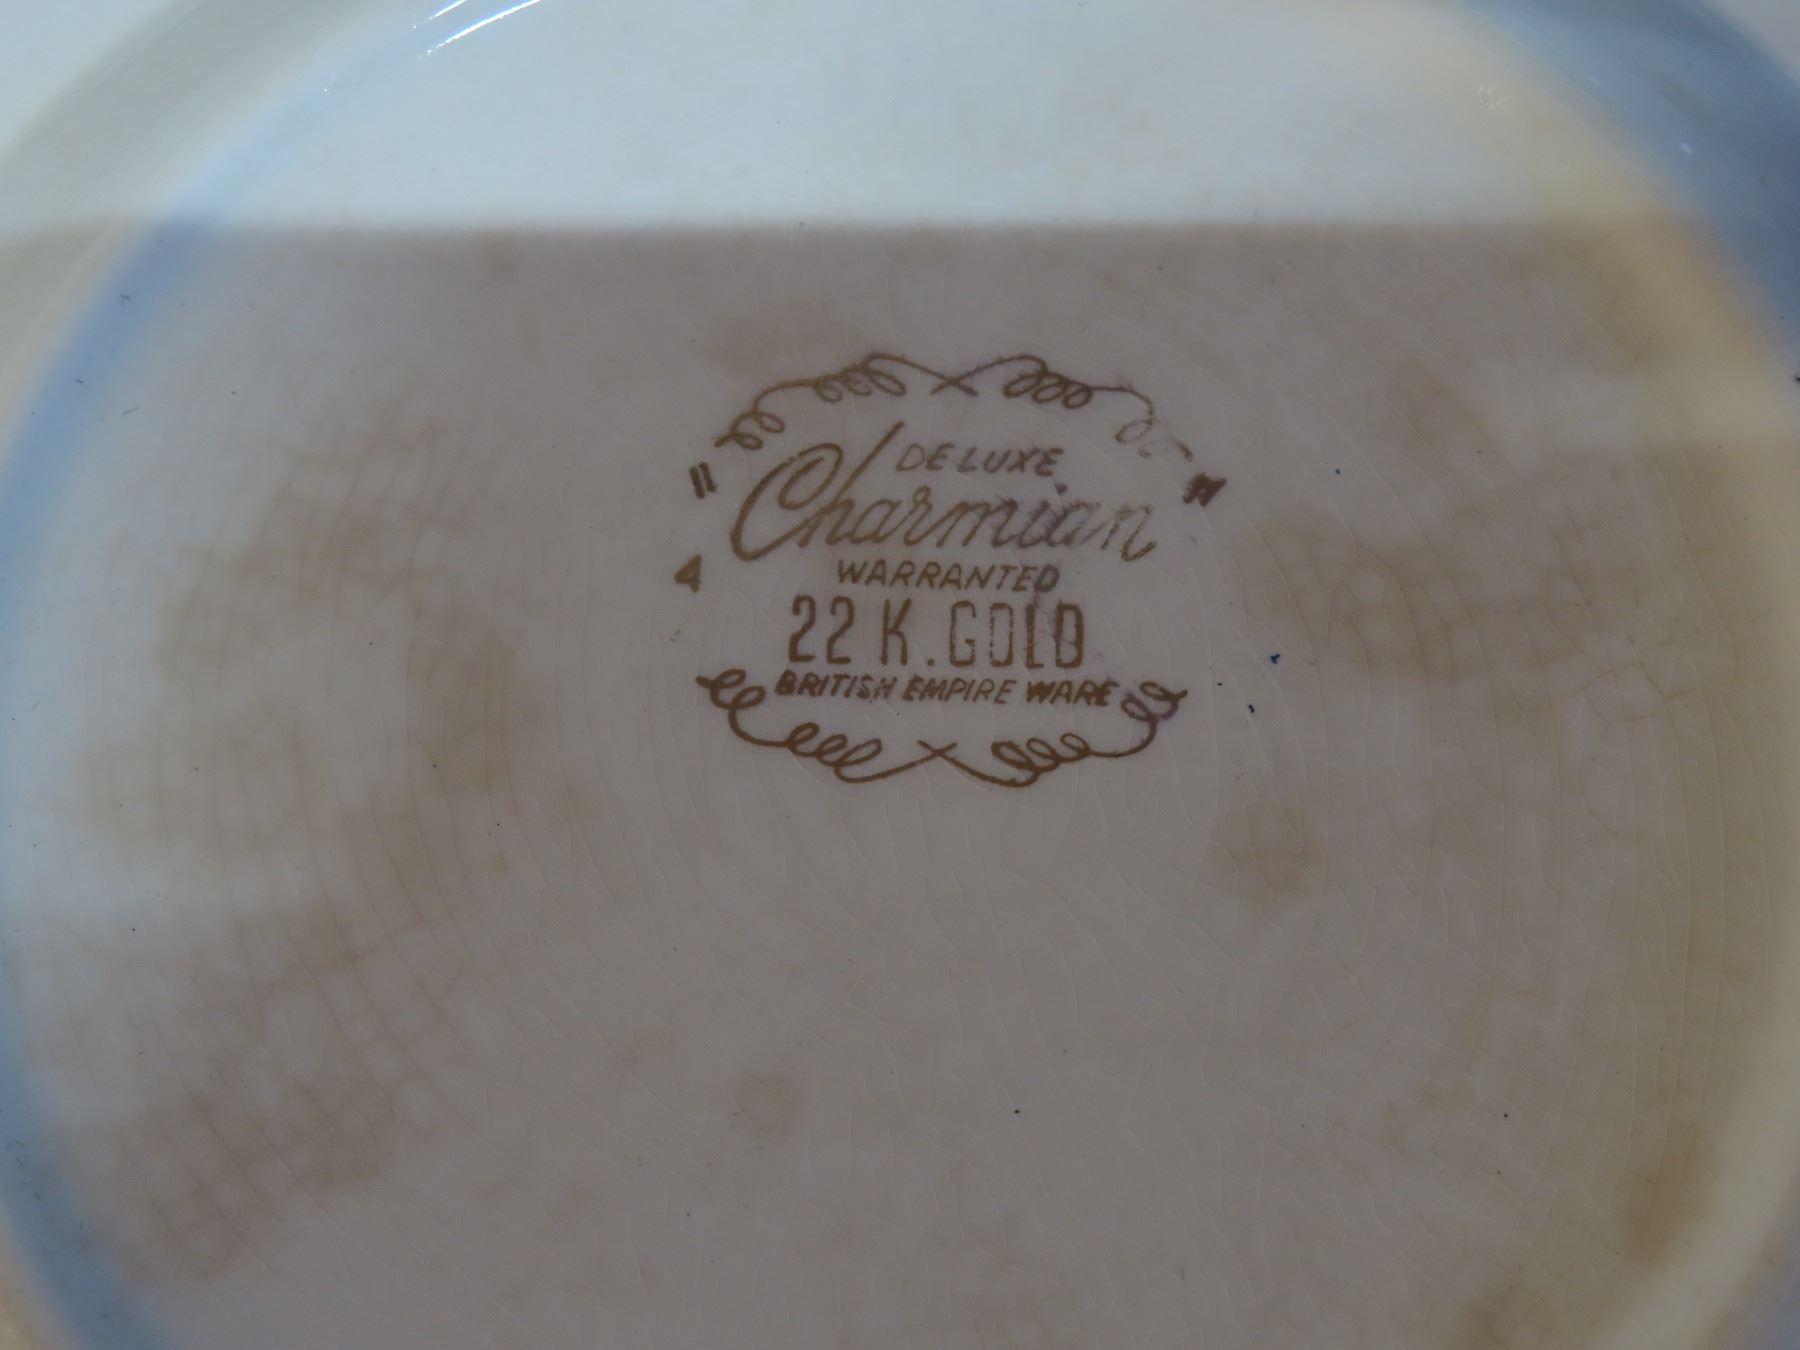 DE LUXE
Charmian
4 WARRANTED
22 K. GOLD
BRITISH EMPIRE WARE